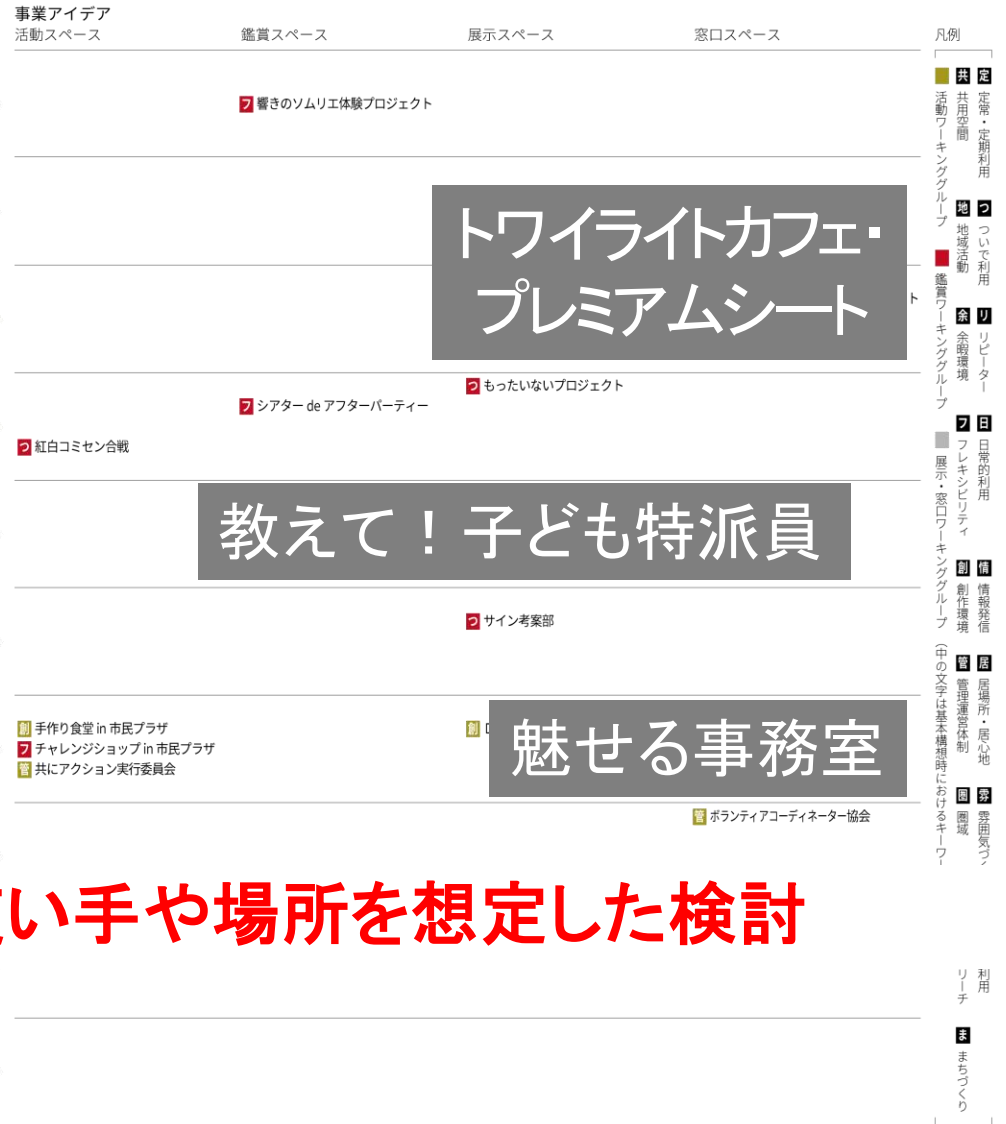 事業アイデア
活動スペース
鑑賞スペース
展示スペース
窓口スペース
フ 響きのソムリエ体験プロジェクト
トワイライトカフェ・
プレミアムシート
ト
つ もったいないプロジェクト
フ シアター de アフターパーティー
つ 紅白コミセン合戦
教えて！子ども特派員
つ サイン考案部
創 手作り食堂 in 市民プラザ
フ チャレンジショップ in 市民プラザ
管 共にアクション実行委員会
創
魅せる事務室
管 ボランティアコーディネーター協会
い手や場所を想定した検討
凡例
定 定常・定期利用
つ ついで利用
リ リピーター
日 日常的利用
情 情報発信
居 居場所・居心地
雰 雰囲気づ
利用
共 共用空間
地 地域活動
余 余暇環境
フ フレキシビリティ
創 創作環境
管 管理運営体制
圏 圏域
リーチ
ま まちづくり
活動ワーキンググループ
鑑賞ワーキンググループ
展示・窓口ワーキンググループ
(中の文字は基本構想時におけるキーワー